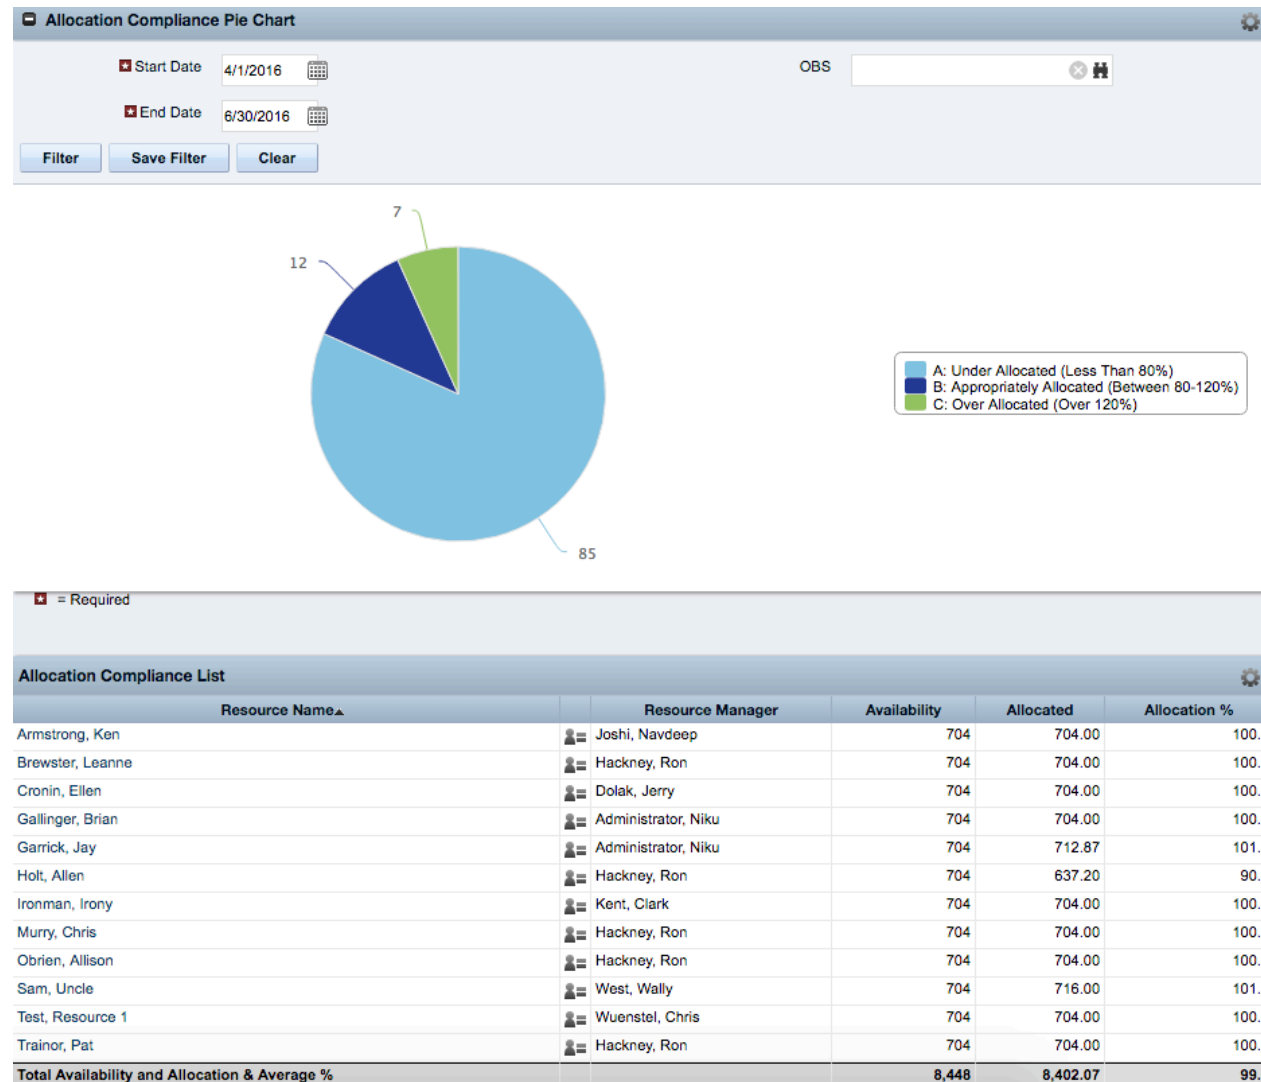 Allocation Compliance Pie Chart
Start Date 4/1/2016 OBS
End Date 6/30/2016
Filter Save Filter Clear
7
12
A: Under Allocated (Less Than 80%)
B: Appropriately Allocated (Between 80-120%)
C: Over Allocated (Over 120%)
85
= Required
Allocation Compliance List
Resource Name Resource Manager Availability Allocated Allocation %
Armstrong, Ken Joshi, Navdeep 704 704.00 100.
Brewster, Leanne Hackney, Ron 704 704.00 100.
Cronin, Ellen Dolak, Jerry 704 704.00 100.
Gallinger, Brian Administrator, Niku 704 704.00 100.
Garrick, Jay Administrator, Niku 704 712.87 101.
Holt, Allen Hackney, Ron 704 637.20 90.
Ironman, Irony Kent, Clark 704 704.00 100.
Murry, Chris Hackney, Ron 704 704.00 100.
Obrien, Allison Hackney, Ron 704 704.00 100.
Sam, Uncle West, Wally 704 716.00 101.
Test, Resource 1 Wuenstel, Chris 704 704.00 100.
Trainor, Pat Hackney, Ron 704 704.00 100.
Total Availability and Allocation & Average % 8,448 8,402.07 99.